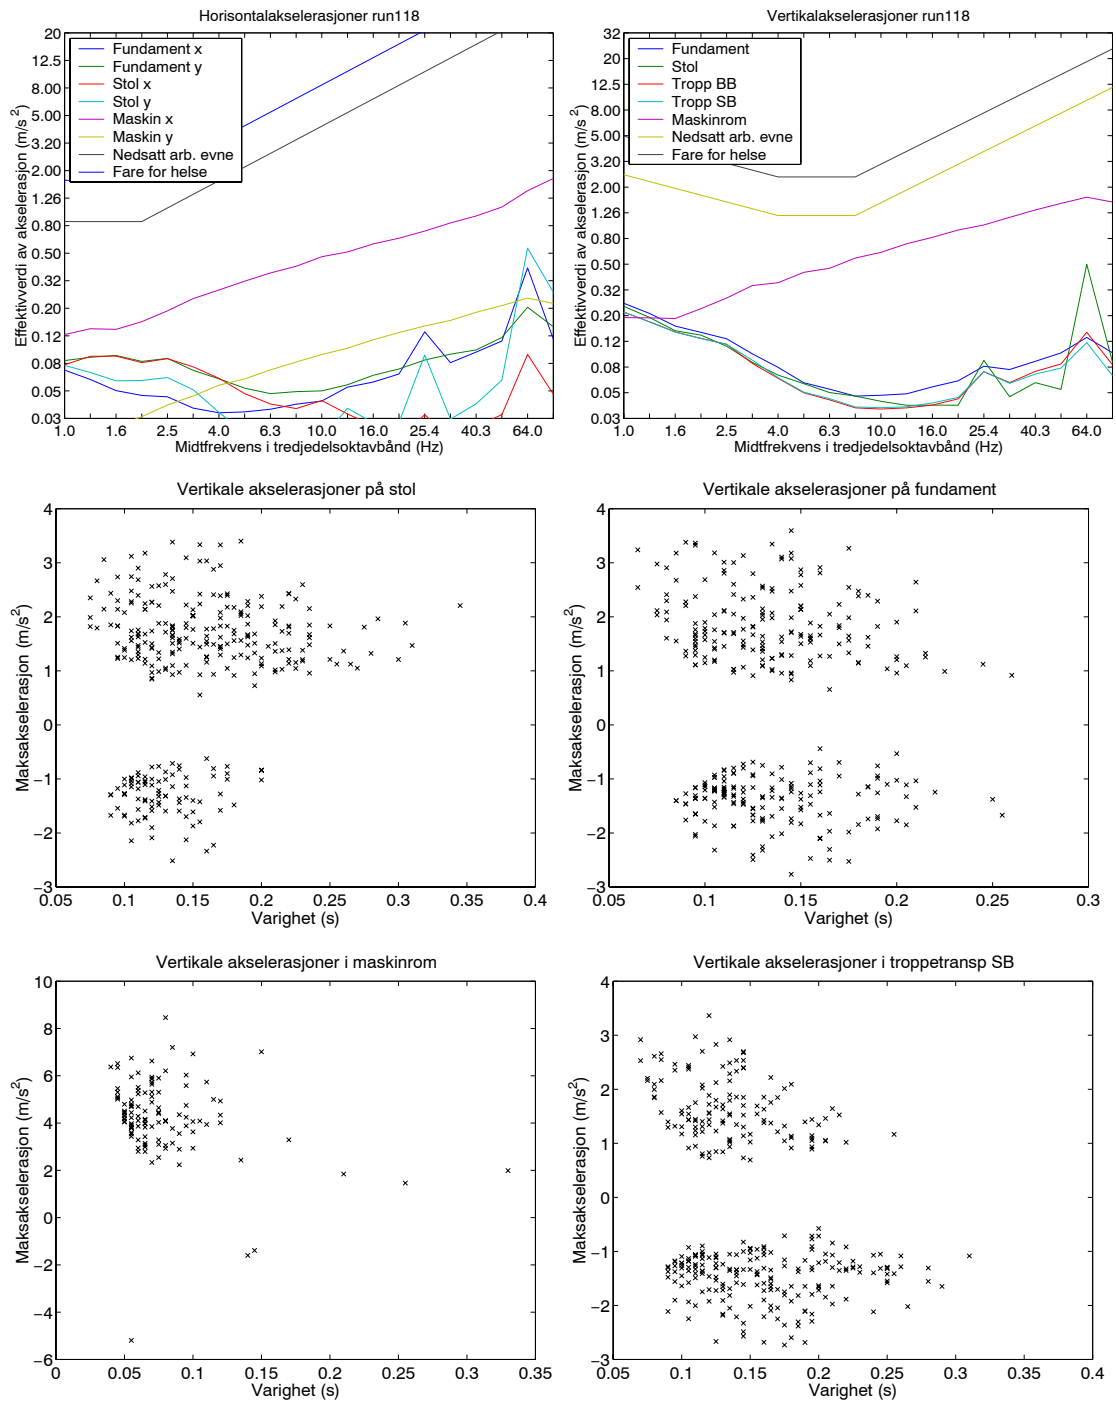 Horisontalakselerasjoner run118
Effektivverdi av akselerasjon (m/s²)
20
12.5
8.00
5.00
3.20
2.00
1.26
0.80
0.50
0.32
0.20
0.12
0.08
0.05
0.03
Fundament x
Fundament y
Stol x
Stol y
Maskin x
Maskin y
Nedsatt arb. evne
Fare for helse
1.0 1.6 2.5 4.0 6.3 10.0 16.0 25.4 40.3 64.0
Midtfrekvens i tredjedelsoktavbånd (Hz)
Vertikalakselerasjoner run118
Effektivverdi av akselerasjon (m/s²)
32
20
12.5
8.00
5.00
3.20
2.00
1.26
0.80
0.50
0.32
0.20
0.12
0.08
0.05
0.03
Fundament
Stol
Tropp BB
Tropp SB
Maskinrom
Nedsatt arb. evne
Fare for helse
1.0 1.6 2.5 4.0 6.3 10.0 16.0 25.4 40.3 64.0
Midtfrekvens i tredjedelsoktavbånd (Hz)
Vertikale akselerasjoner på stol
Maksakselerasjon (m/s²)
4
3
2
1
0
−1
−2
−3
0.05 0.1 0.15 0.2 0.25 0.3 0.35 0.4
Varighet (s)
Vertikale akselerasjoner på fundament
Maksakselerasjon (m/s²)
4
3
2
1
0
−1
−2
−3
0.05 0.1 0.15 0.2 0.25 0.3
Varighet (s)
Vertikale akselerasjoner i maskinrom
Maksakselerasjon (m/s²)
10
8
6
4
2
0
−2
−4
−6
0 0.05 0.1 0.15 0.2 0.25 0.3 0.35
Varighet (s)
Vertikale akselerasjoner i troppetransp SB
Maksakselerasjon (m/s²)
4
3
2
1
0
−1
−2
−3
0.05 0.1 0.15 0.2 0.25 0.3 0.35 0.4
Varighet (s)